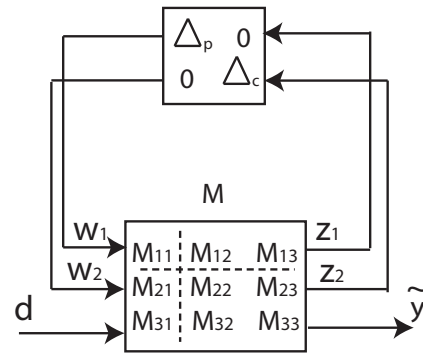 Δp 0
0 Δc
M
w1 z1
M11 M12 M13
w2 z2
M21 M22 M23
d ỹ
M31 M32 M33